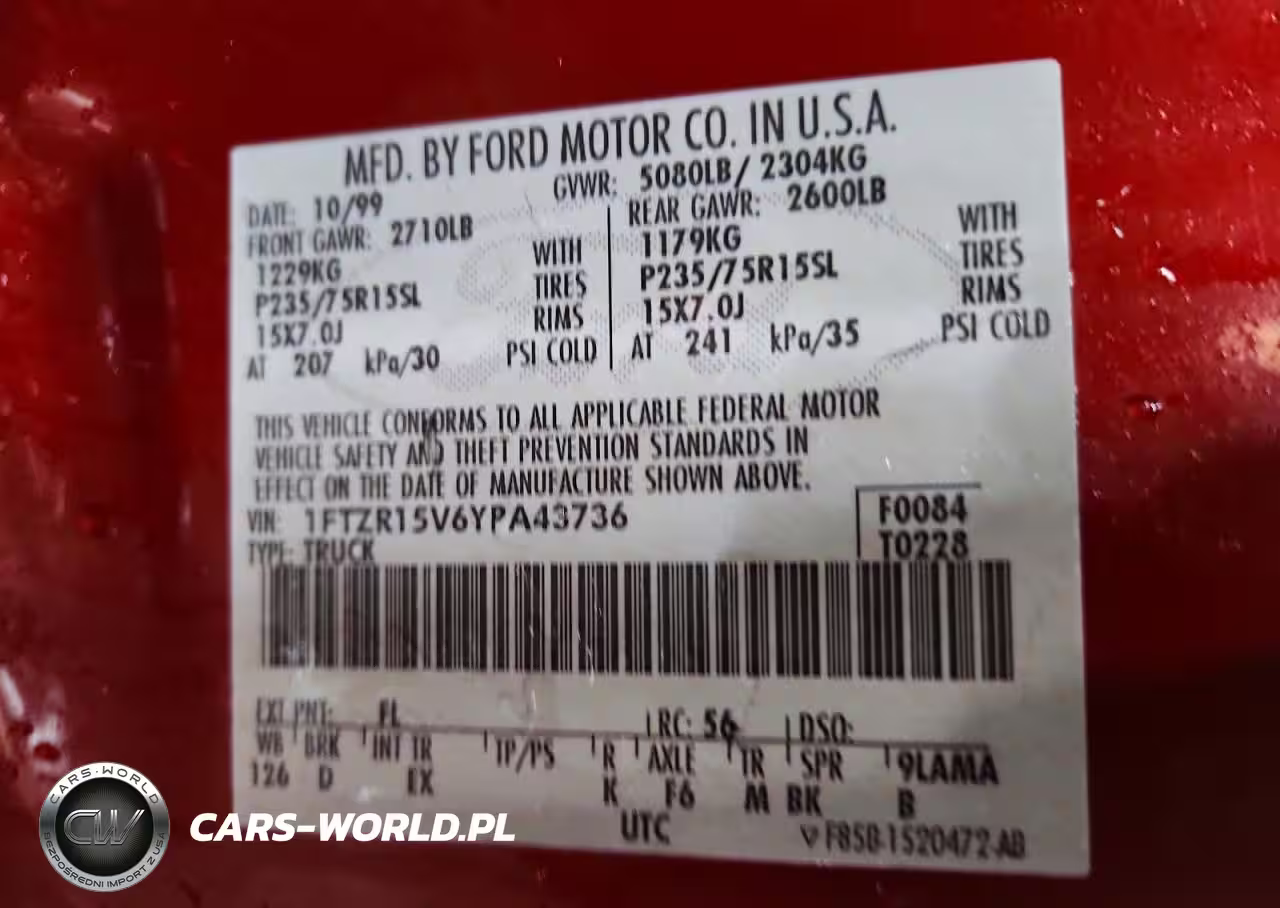 MFD. BY FORD MOTOR CO. IN U.S.A.
DATE: 10/99 GVWR: 5080LB/ 2304KG
FRONT GAWR: 2710LB REAR GAWR: 2600LB
1229KG WITH 1179KG WITH
P235/75R15SL TIRES P235/75R15SL TIRES
15X7.0J RIMS 15X7.0J RIMS
AT 207 kPa/30 PSI COLD AT 241 kPa/35 PSI COLD
THIS VEHICLE CONFORMS TO ALL APPLICABLE FEDERAL MOTOR
VEHICLE SAFETY AND THEFT PREVENTION STANDARDS IN
EFFECT ON THE DATE OF MANUFACTURE SHOWN ABOVE.
VIN: 1FTZR15V6YPA43736 F0084
TYPE: TRUCK T0228
EXT PNT: FL RC: 56 DSO:
WB BRK INT TR TP/PS R AXLE TR SPR 9LAMA
126 D EX K F6 M BK B
UTC F85B-1520472-AB
CARS-WORLD
CW
BEZPOŚREDNI IMPORT Z USA
CARS-WORLD.PL